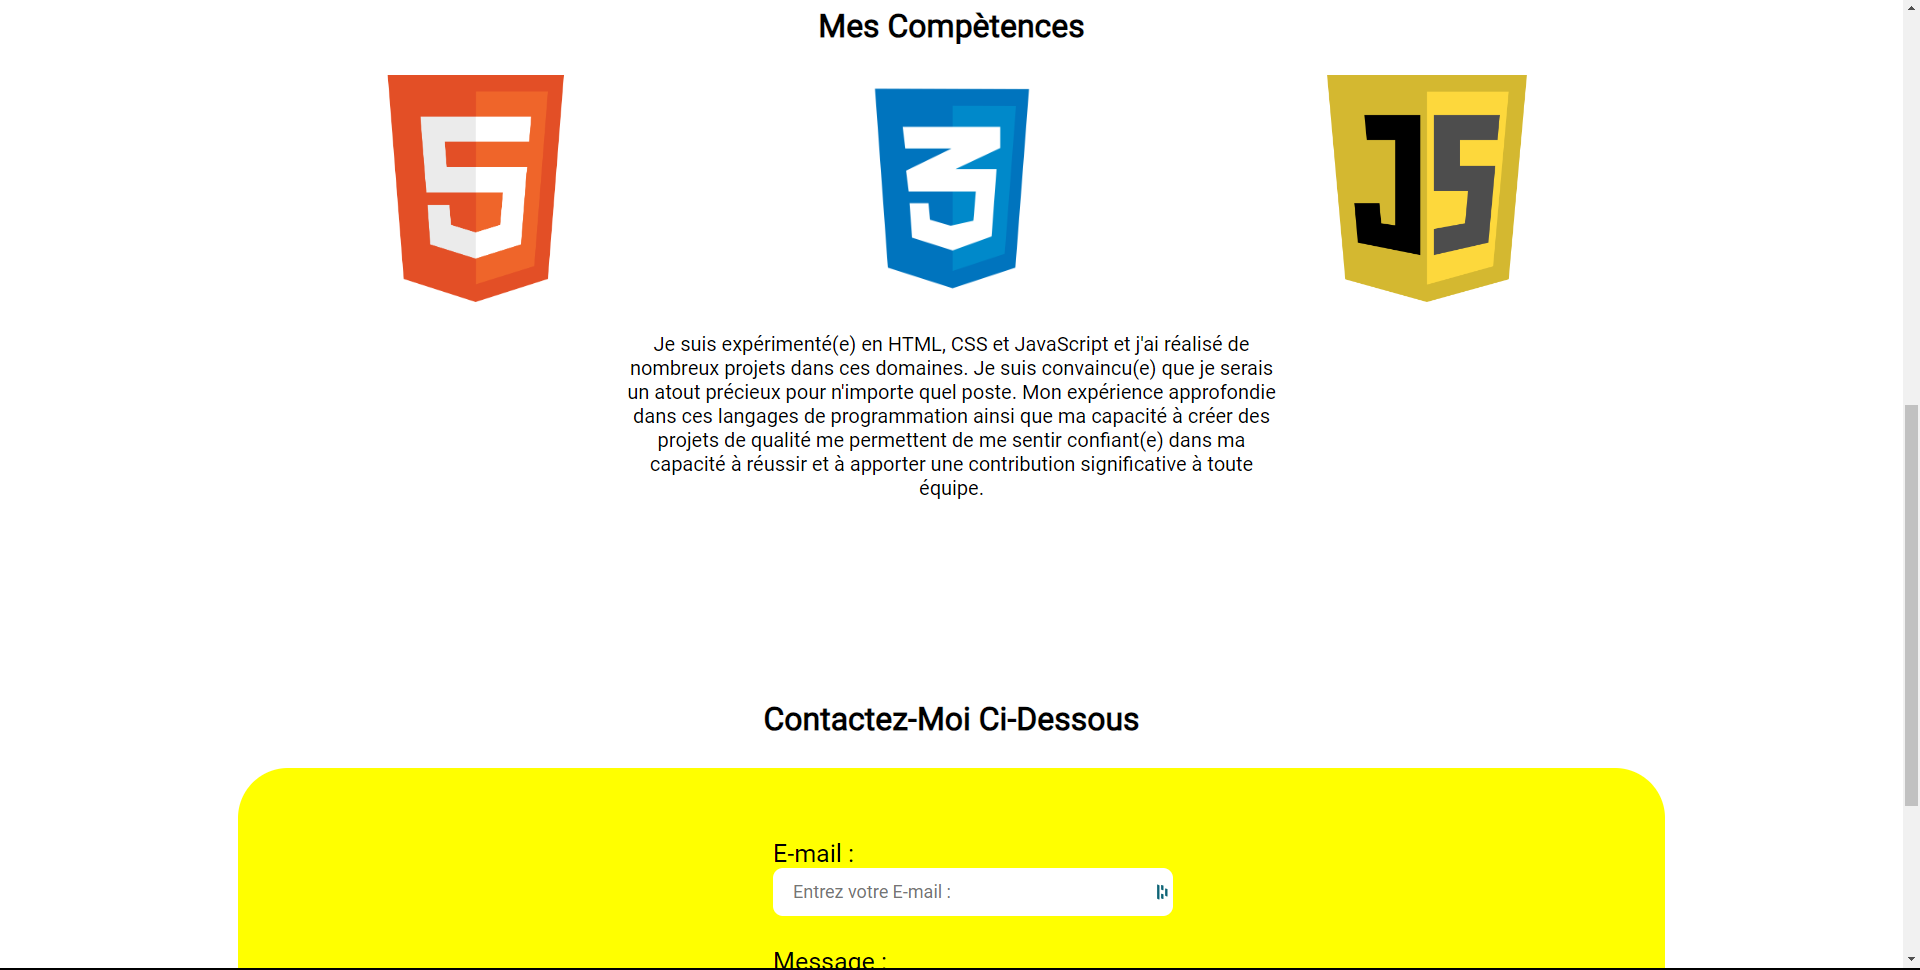 Mes Compètences
5
3
JS
Je suis expérimenté(e) en HTML, CSS et JavaScript et j'ai réalisé de
nombreux projets dans ces domaines. Je suis convaincu(e) que je serais
un atout précieux pour n'importe quel poste. Mon expérience approfondie
dans ces langages de programmation ainsi que ma capacité à créer des
projets de qualité me permettent de me sentir confiant(e) dans ma
capacité à réussir et à apporter une contribution significative à toute
équipe.
Contactez-Moi Ci-Dessous
E-mail :
Entrez votre E-mail :
Message :